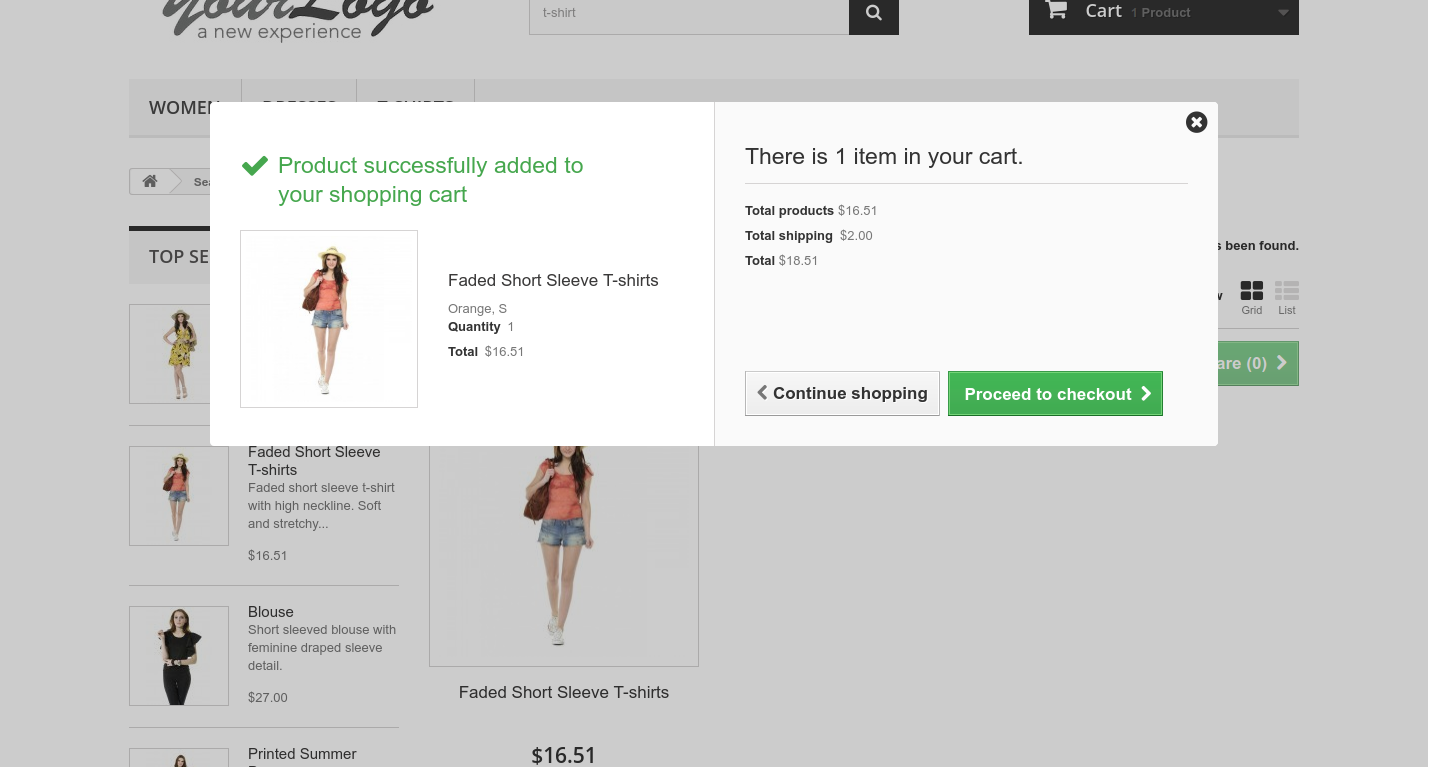 yourLogo
a new experience
t-shirt
Cart 1 Product
WOMEN
DRESSES
T-SHIRTS
Product successfully added to
your shopping cart
Faded Short Sleeve T-shirts
Orange, S
Quantity 1
Total $16.51
There is 1 item in your cart.
Total products $16.51
Total shipping $2.00
Total $18.51
Continue shopping
Proceed to checkout
TOP SE
been found.
Grid
List
(0)
Faded Short Sleeve
T-shirts
Faded short sleeve t-shirt
with high neckline. Soft
and stretchy...
$16.51
Blouse
Short sleeved blouse with
feminine draped sleeve
detail.
$27.00
Printed Summer
Faded Short Sleeve T-shirts
$16.51